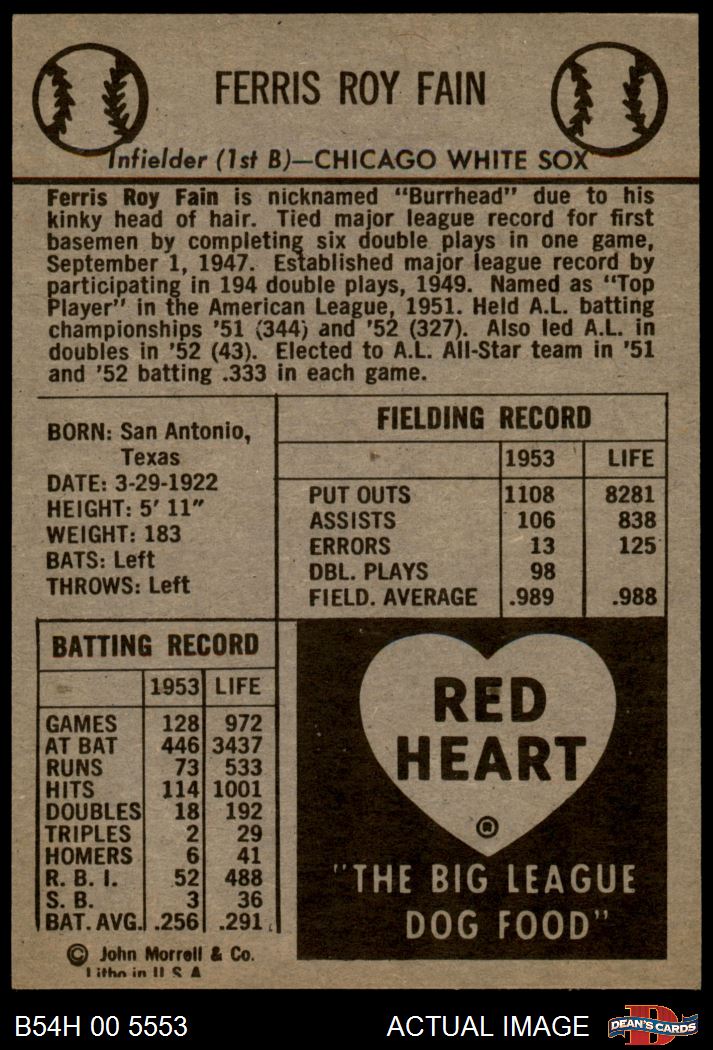 FERRIS ROY FAIN
Infielder (1st B)—CHICAGO WHITE SOX
Ferris Roy Fain is nicknamed "Burrhead" due to his
kinky head of hair. Tied major league record for first
basemen by completing six double plays in one game,
September 1, 1947. Established major league record by
participating in 194 double plays, 1949. Named as "Top
Player" in the American League, 1951. Held A.L. batting
championships '51 (344) and '52 (327). Also led A.L. in
doubles in '52 (43). Elected to A.L. All-Star team in '51
and '52 batting .333 in each game.
BORN: San Antonio,
Texas
DATE: 3-29-1922
HEIGHT: 5' 11"
WEIGHT: 183
BATS: Left
THROWS: Left
FIELDING RECORD
1953 LIFE
PUT OUTS 1108 8281
ASSISTS 106 838
ERRORS 13 125
DBL. PLAYS 98
FIELD. AVERAGE .989 .988
BATTING RECORD
1953 LIFE
GAMES 128 972
AT BAT 446 3437
RUNS 73 533
HITS 114 1001
DOUBLES 18 192
TRIPLES 2 29
HOMERS 6 41
R. B. I. 52 488
S. B. 3 36
BAT. AVG. .256 .291
© John Morrell & Co.
Litho in U S A
RED
HEART
®
"THE BIG LEAGUE
DOG FOOD"
B54H 00 5553
ACTUAL IMAGE
D
DEAN'S CARDS